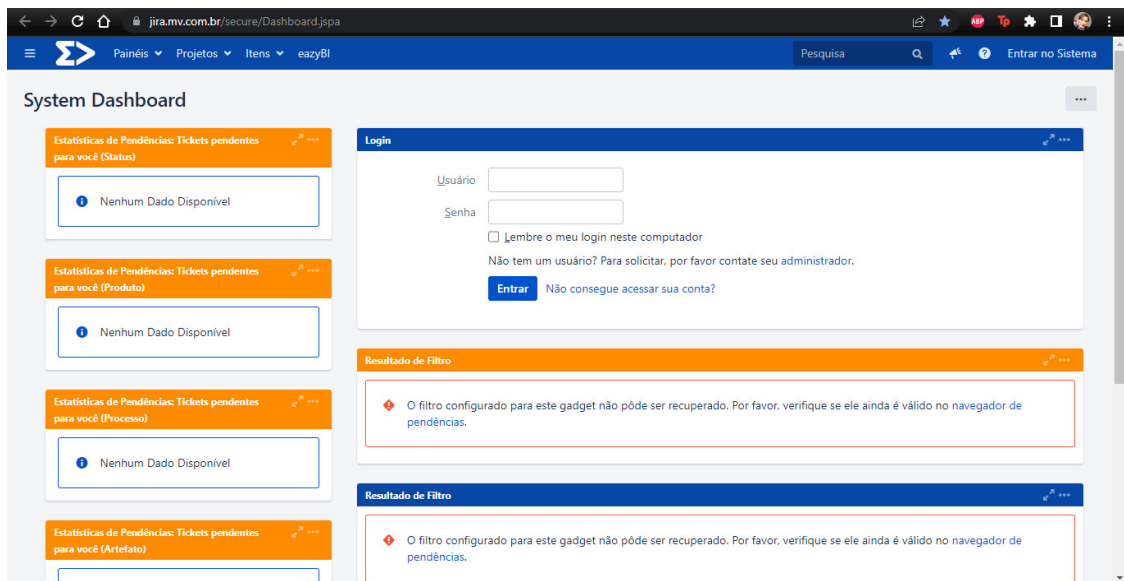 jira.mv.com.br/secure/Dashboard.jspa
ABP
Tp
Painéis Projetos Itens eazyBI
Pesquisa
Entrar no Sistema
System Dashboard
Estatísticas de Pendências: Tickets pendentes
para você (Status)
Nenhum Dado Disponível
Estatísticas de Pendências: Tickets pendentes
para você (Produto)
Nenhum Dado Disponível
Estatísticas de Pendências: Tickets pendentes
para você (Processo)
Nenhum Dado Disponível
Estatísticas de Pendências: Tickets pendentes
para você (Artefato)
Login
Usuário
Senha
Lembre o meu login neste computador
Não tem um usuário? Para solicitar, por favor contate seu administrador.
Entrar Não consegue acessar sua conta?
Resultado de Filtro
O filtro configurado para este gadget não pôde ser recuperado. Por favor, verifique se ele ainda é válido no navegador de
pendências.
Resultado de Filtro
O filtro configurado para este gadget não pôde ser recuperado. Por favor, verifique se ele ainda é válido no navegador de
pendências.